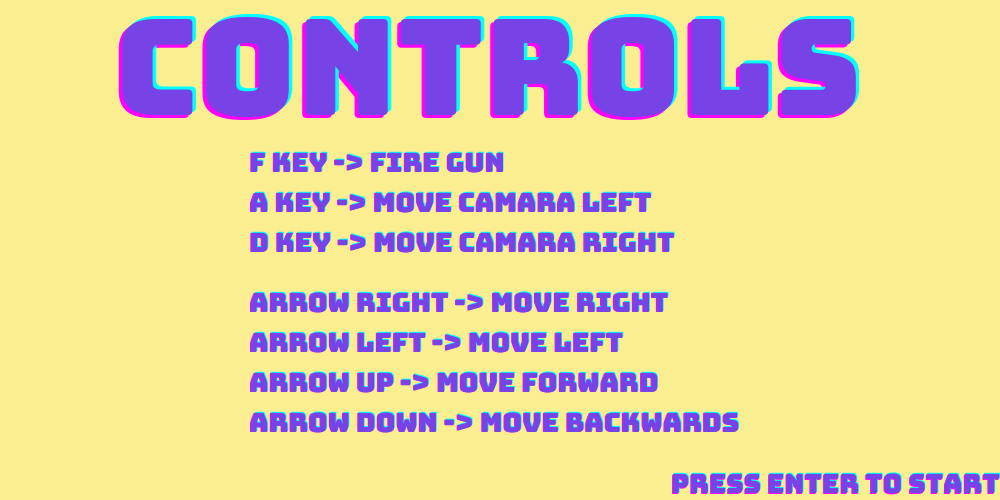 CONTROLS
F KEY -> FIRE GUN
A KEY -> MOVE CAMARA LEFT
D KEY -> MOVE CAMARA RIGHT
ARROW RIGHT -> MOVE RIGHT
ARROW LEFT -> MOVE LEFT
ARROW UP -> MOVE FORWARD
ARROW DOWN -> MOVE BACKWARDS
PRESS ENTER TO START